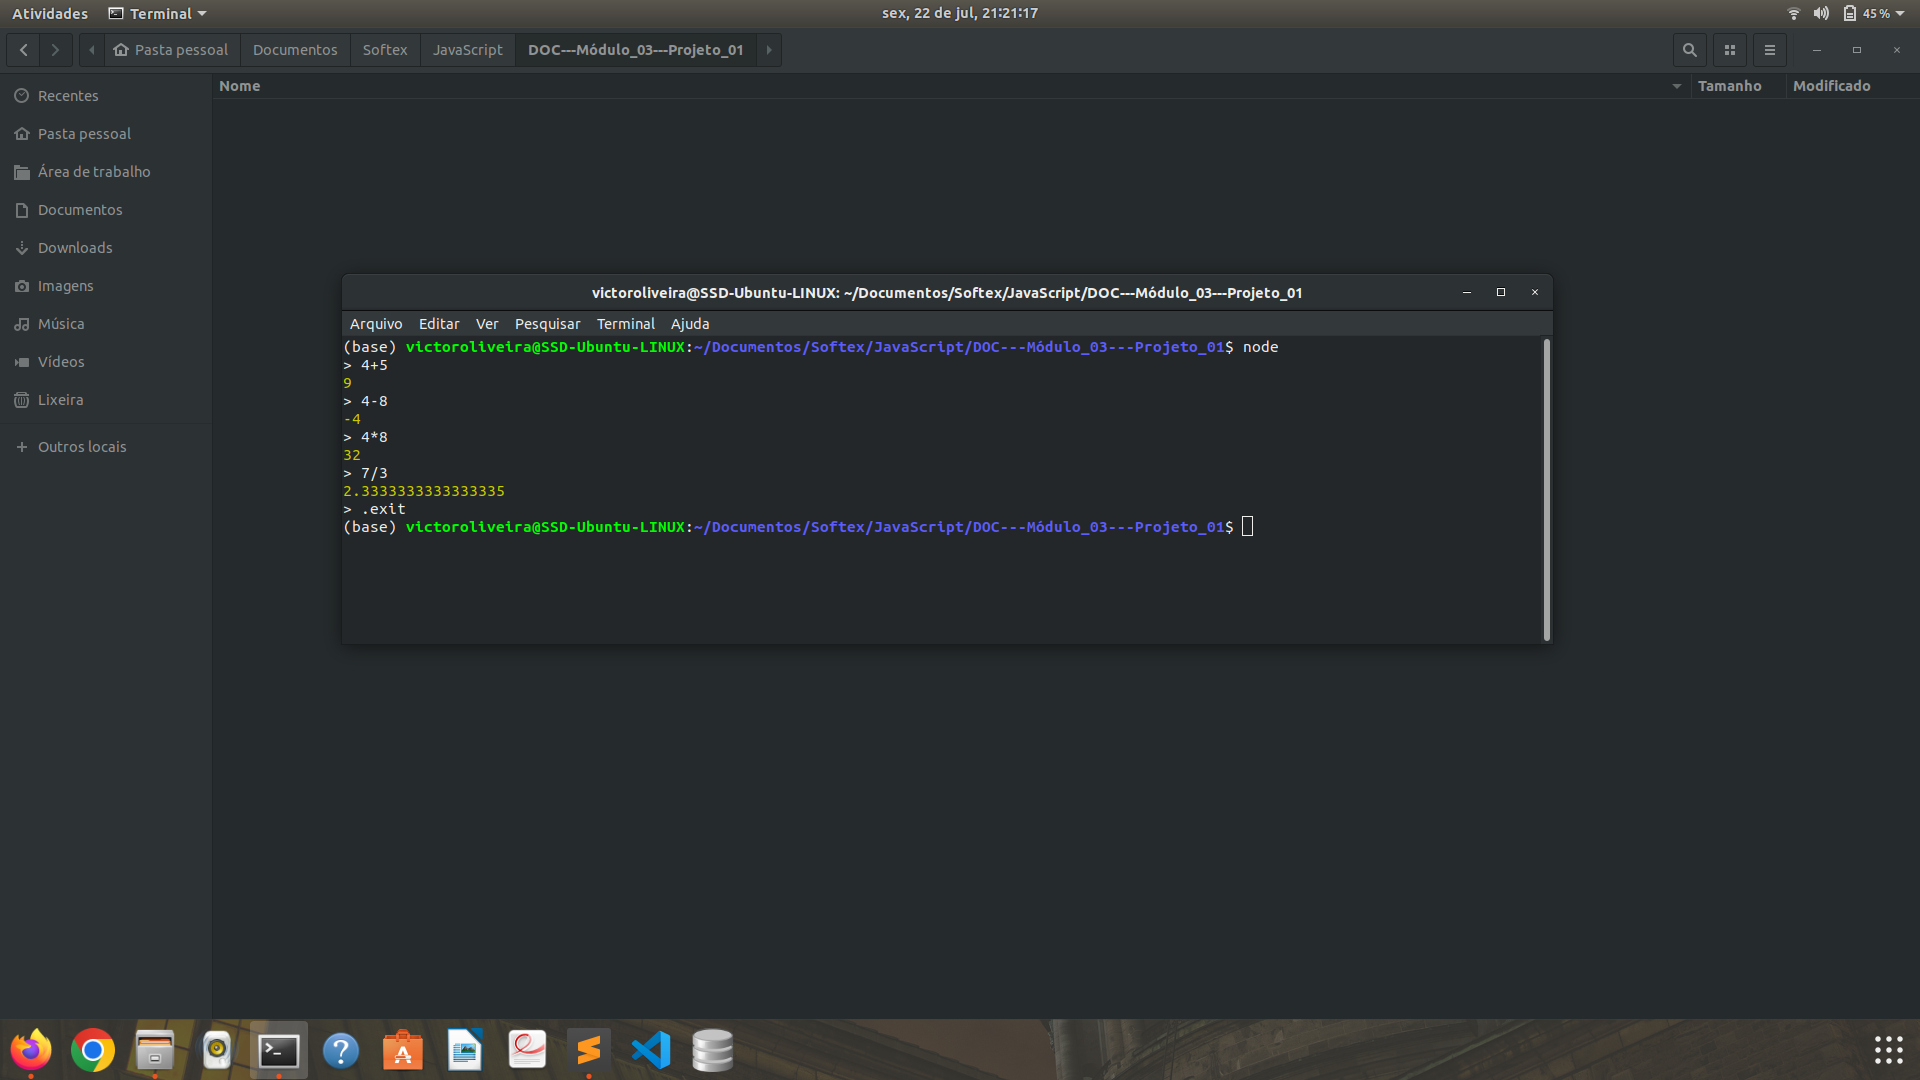 Atividades Terminal sex, 22 de jul, 21:21:17 45 %
Pasta pessoal Documentos Softex JavaScript DOC---Módulo_03---Projeto_01
Nome Tamanho Modificado
Recentes
Pasta pessoal
Área de trabalho
Documentos
Downloads
Imagens
Música
Vídeos
Lixeira
+ Outros locais
victoroliveira@SSD-Ubuntu-LINUX: ~/Documentos/Softex/JavaScript/DOC---Módulo_03---Projeto_01
Arquivo Editar Ver Pesquisar Terminal Ajuda
(base) victoroliveira@SSD-Ubuntu-LINUX:~/Documentos/Softex/JavaScript/DOC---Módulo_03---Projeto_01$ node
> 4+5
9
> 4-8
-4
> 4*8
32
> 7/3
2.3333333333333335
> .exit
(base) victoroliveira@SSD-Ubuntu-LINUX:~/Documentos/Softex/JavaScript/DOC---Módulo_03---Projeto_01$